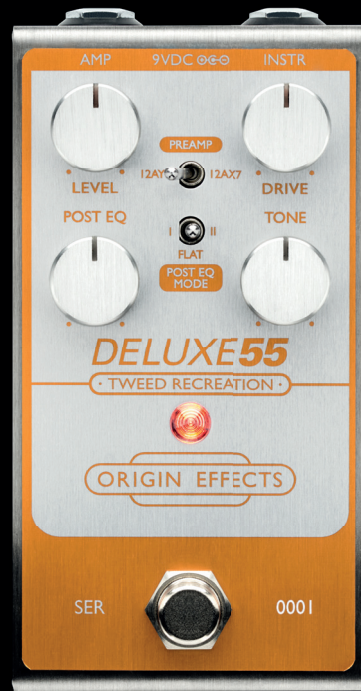 AMP 9VDC INSTR
PREAMP
12AY 12AX7
LEVEL DRIVE
POST EQ TONE
I II
FLAT
POST EQ
MODE
DELUXE55
· TWEED RECREATION ·
ORIGIN EFFECTS
SER 0001